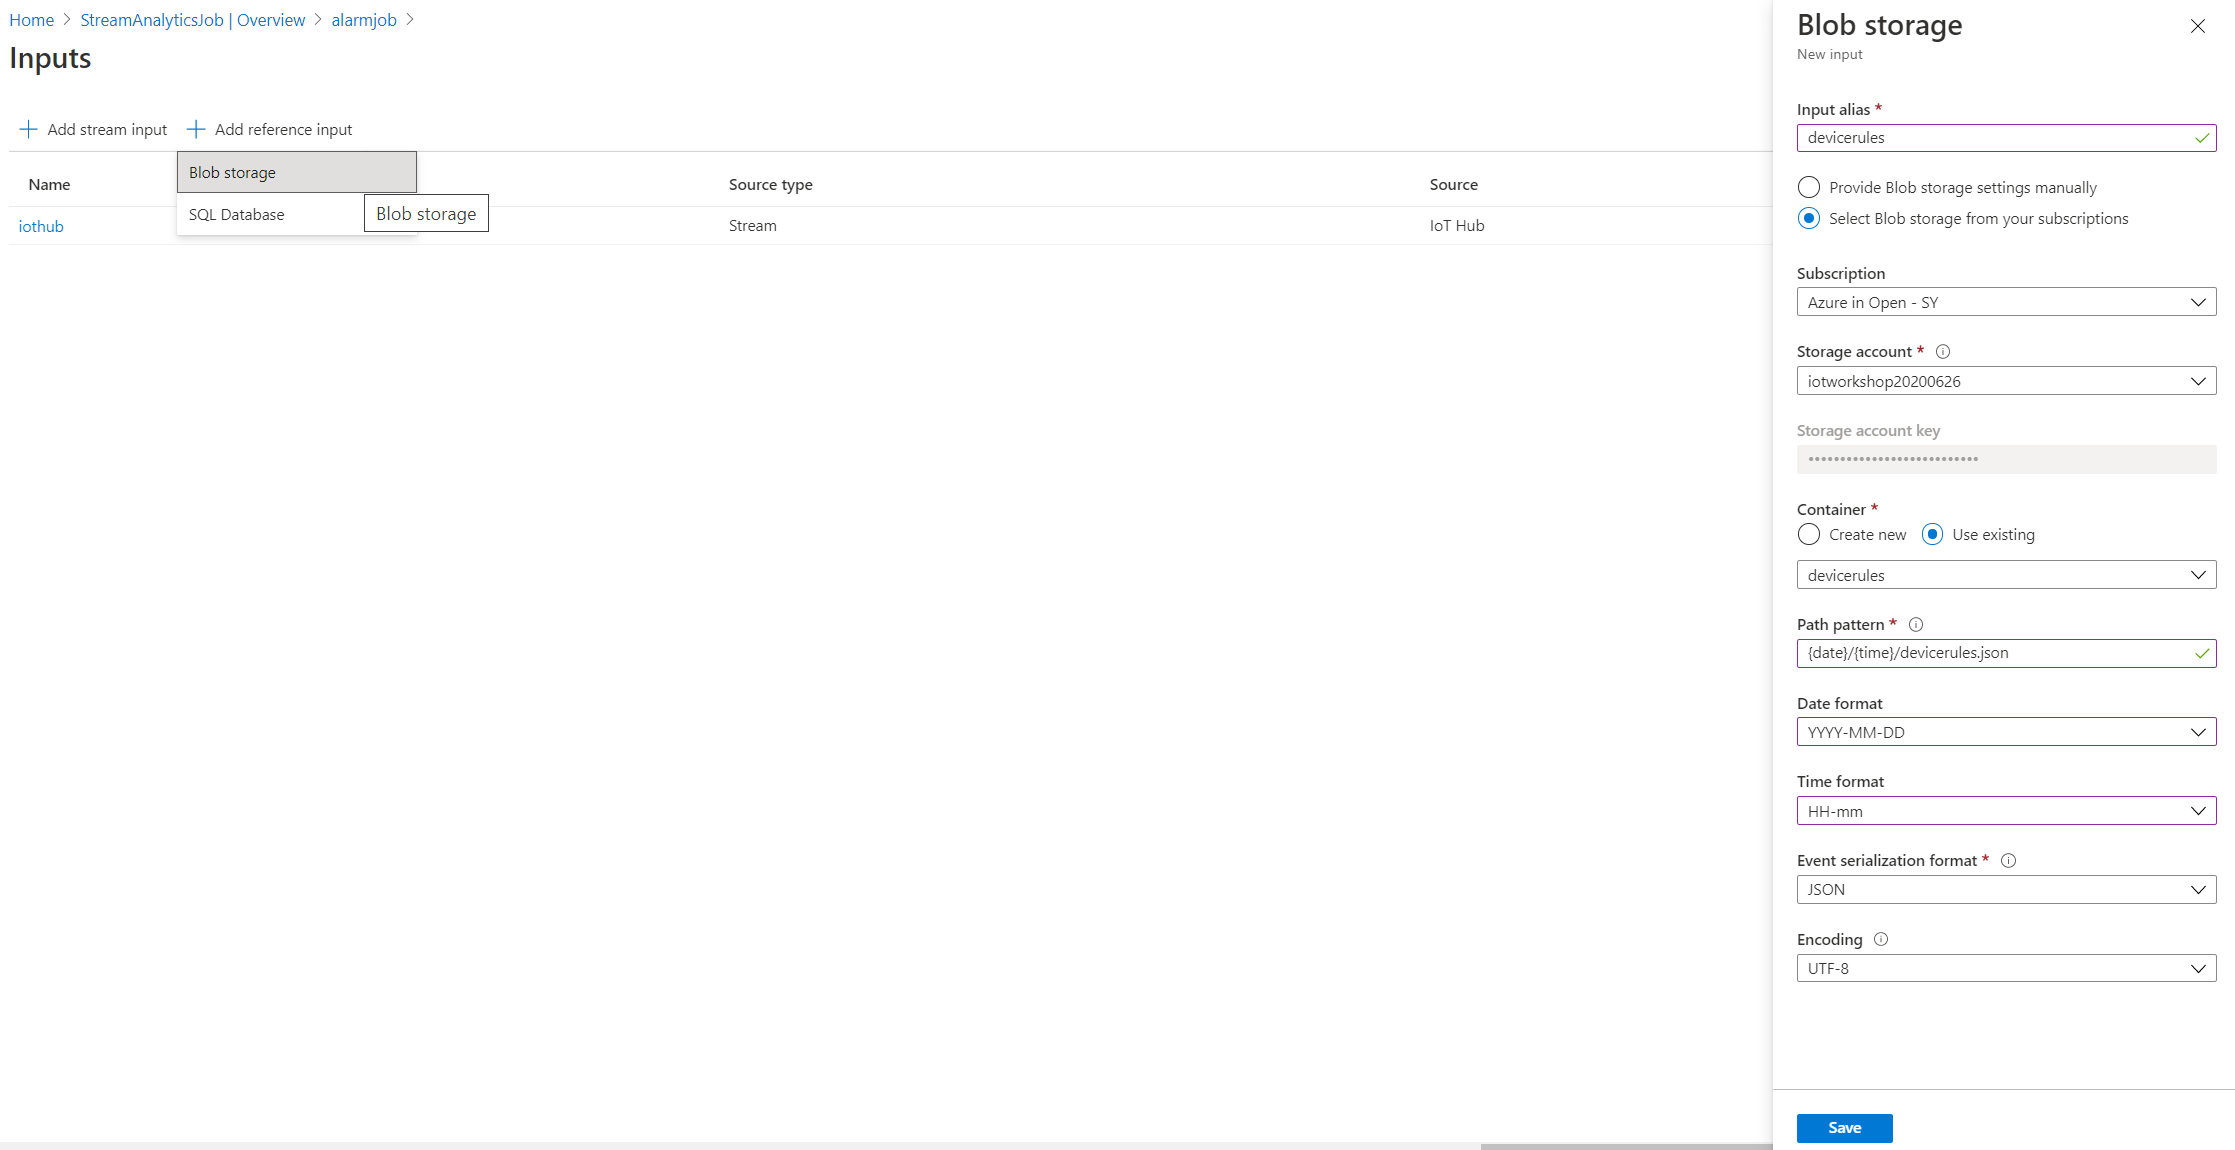 Home > StreamAnalyticsJob | Overview > alarmjob >
Inputs
+ Add stream input + Add reference input
Blob storage
SQL Database
Blob storage
Name Source type Source
iothub Stream IoT Hub
Blob storage
New input
Input alias *
devicerules
Provide Blob storage settings manually
Select Blob storage from your subscriptions
Subscription
Azure in Open - SY
Storage account *
iotworkshop20200626
Storage account key
•••••••••••••••••••••••••••
Container *
Create new Use existing
devicerules
Path pattern *
{date}/{time}/devicerules.json
Date format
YYYY-MM-DD
Time format
HH-mm
Event serialization format *
JSON
Encoding
UTF-8
Save